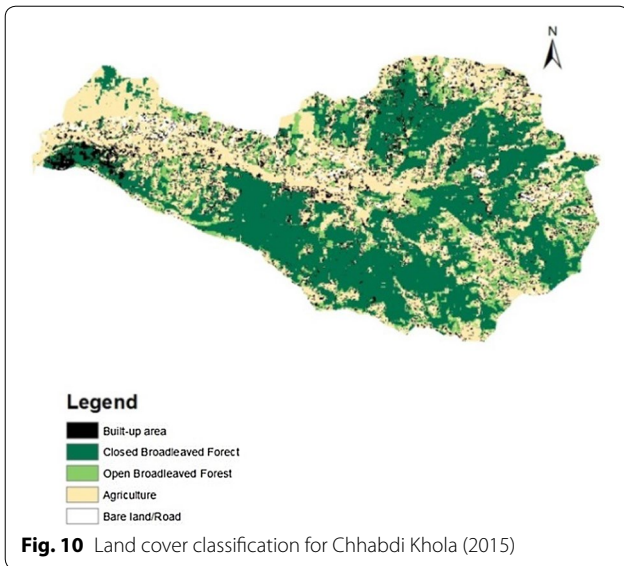 N
Legend
Built-up area
Closed Broadleaved Forect
Open Broadleaved Forest
Agriculture
Bare land/Road
Fig. 10 Land cover classification for Chhabdi Khola (2015)